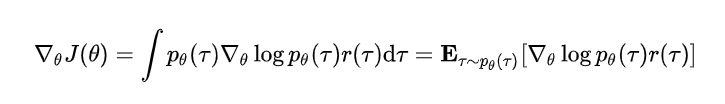 ∇_θ J(θ) = ∫ p_θ(τ)∇_θ log p_θ(τ)r(τ)dτ = E_{τ∼p_θ(τ)}[∇_θ log p_θ(τ)r(τ)]